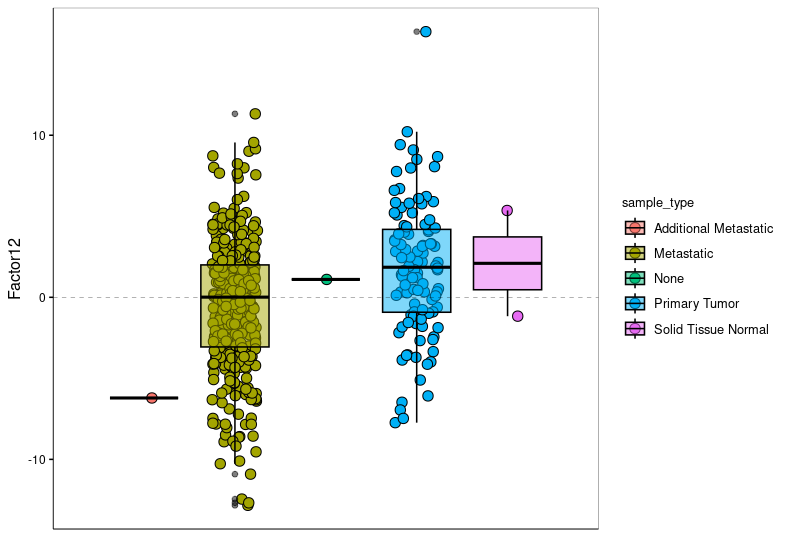 Factor12
10
0
-10
sample_type
Additional Metastatic
Metastatic
None
Primary Tumor
Solid Tissue Normal